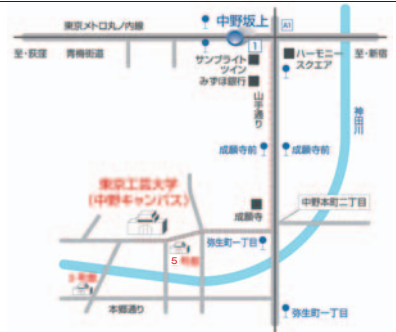 東京メトロ丸ノ内線
中野坂上
A1
至・荻窪
青梅街道
1
至・新宿
サンブライト
ツイン
ハーモニー
スクエア
みずほ銀行
山手通り
神田川
成願寺前
成願寺前
東京工芸大学
(中野キャンパス)
成願寺
中野本町二丁目
弥生町一丁目
5号館
3号館
本郷通り
弥生町一丁目